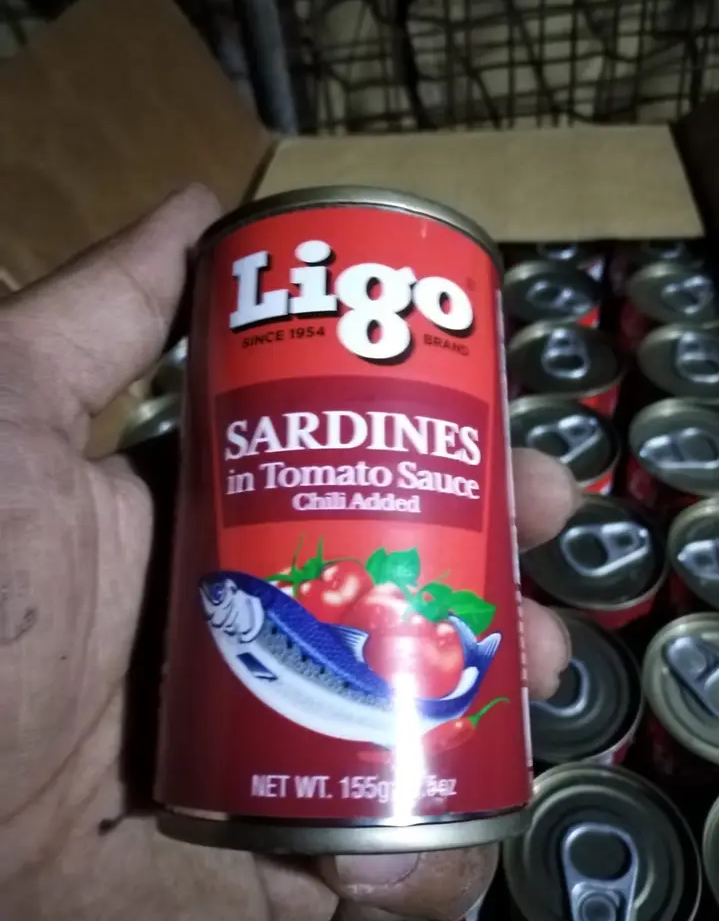 Ligo
SINCE 1954 BRAND
SARDINES
in Tomato Sauce
Chili Added
NET WT. 155g